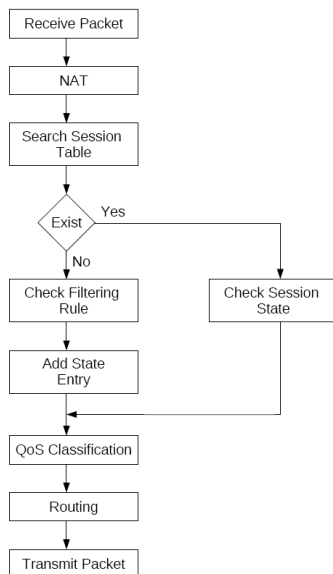 Receive Packet
NAT
Search Session
Table
Exist
Yes
No
Check Filtering
Rule
Check Session
State
Add State
Entry
QoS Classification
Routing
Transmit Packet